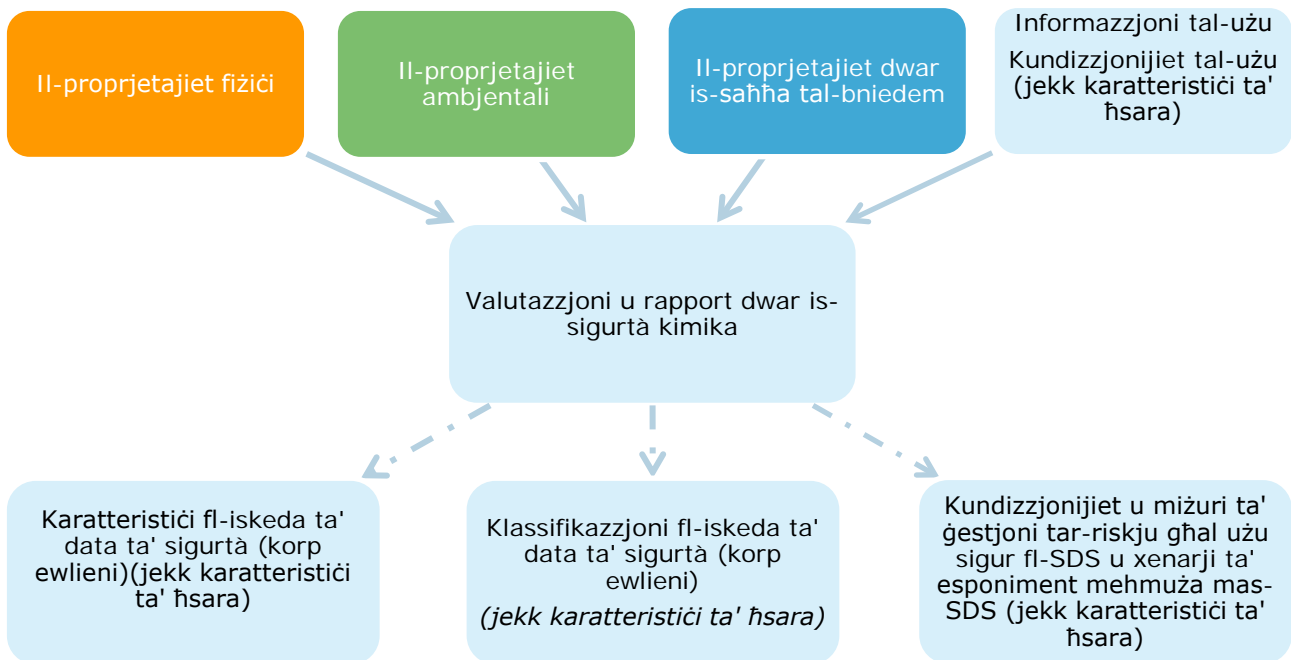 Il-proprjetajiet fiżiċi
Il-proprjetajiet
ambjentali
Il-proprjetajiet dwar
is-saħħa tal-bniedem
Informazzjoni tal-użu
Kundizzjonijiet tal-użu
(jekk karatteristiċi ta'
ħsara)
Valutazzjoni u rapport dwar is-
sigurtà kimika
Karatteristiċi fl-iskeda ta'
data ta' sigurtà (korp
ewlieni)(jekk karatteristiċi
ta' ħsara)
Klassifikazzjoni fl-iskeda ta'
data ta' sigurtà (korp
ewlieni)
(jekk karatteristiċi ta' ħsara)
Kundizzjonijiet u miżuri ta'
ġestjoni tar-riskju għal użu
sigur fl-SDS u xenarji ta'
esponiment mehmuża mas-
SDS (jekk karatteristiċi ta'
ħsara)